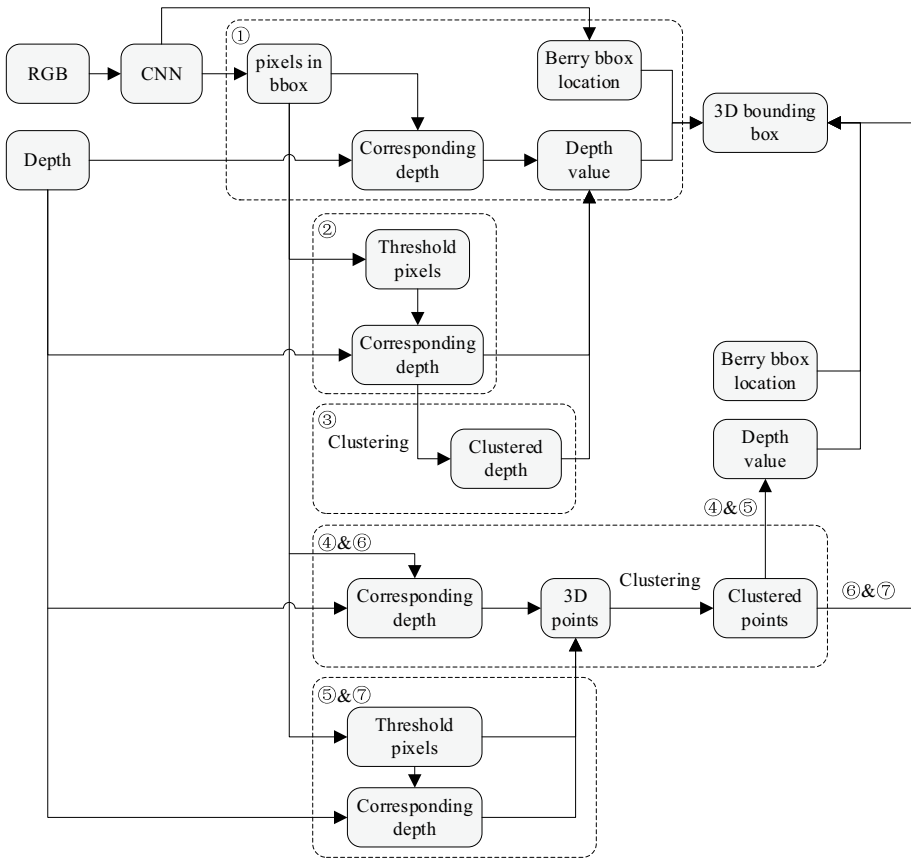 ①
pixels in
bbox
Berry bbox
location
RGB
CNN
3D bounding
box
Depth
Corresponding
depth
Depth
value
②
Threshold
pixels
Corresponding
depth
Berry bbox
location
③
Clustering
Clustered
depth
Depth
value
④&⑤
④&⑥
Corresponding
depth
3D
points
Clustering
Clustered
points
⑥&⑦
⑤&⑦
Threshold
pixels
Corresponding
depth